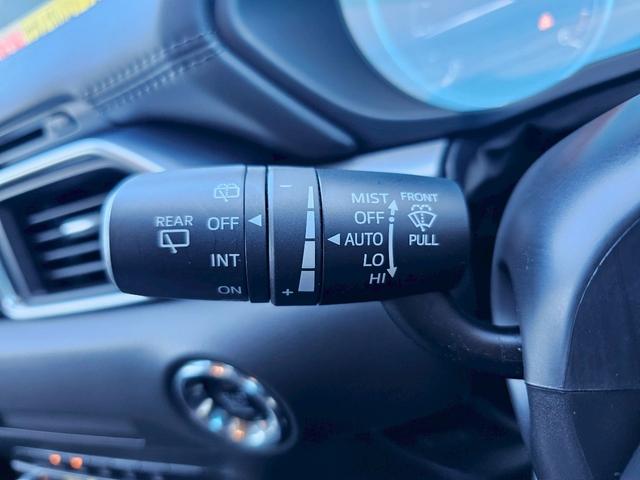 REAR
OFF
INT
ON
−
+
MIST
OFF
AUTO
LO
HI
FRONT
PULL